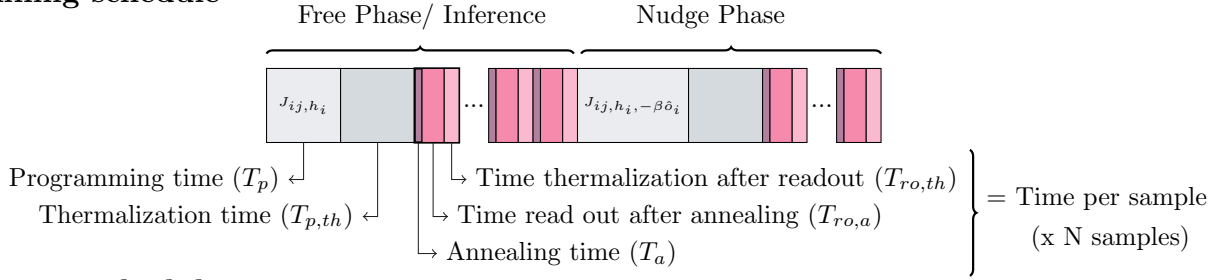 Free Phase/ Inference
Nudge Phase
J_{ij,h_i}
...
J_{ij,h_i,-βô_i}
...
Programming time (T_p)
Thermalization time (T_{p,th})
Time thermalization after readout (T_{ro,th})
Time read out after annealing (T_{ro,a})
Annealing time (T_a)
= Time per sample
(x N samples)